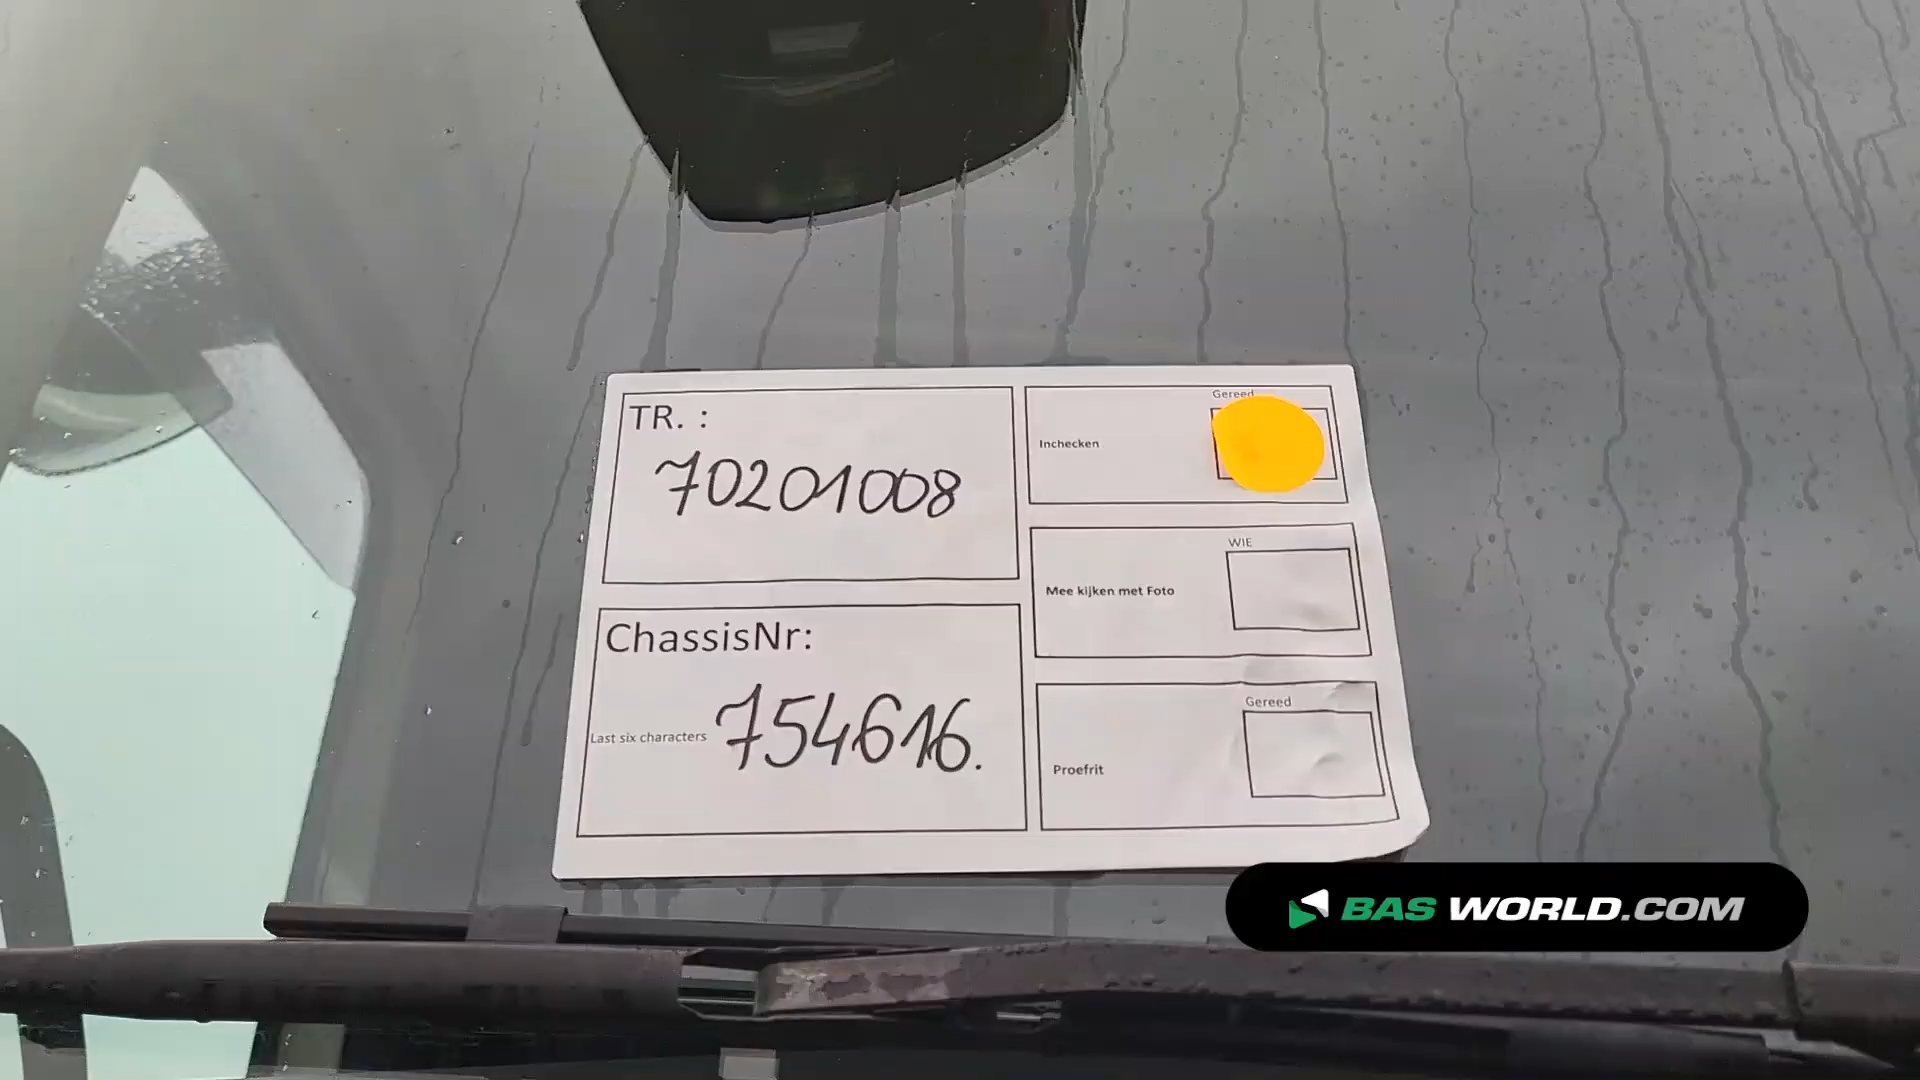 TR. :
70201008
ChassisNr:
Last six characters 754616.
Gereed
Inchecken
WIE
Mee kijken met Foto
Gereed
Proefrit
BAS WORLD.COM